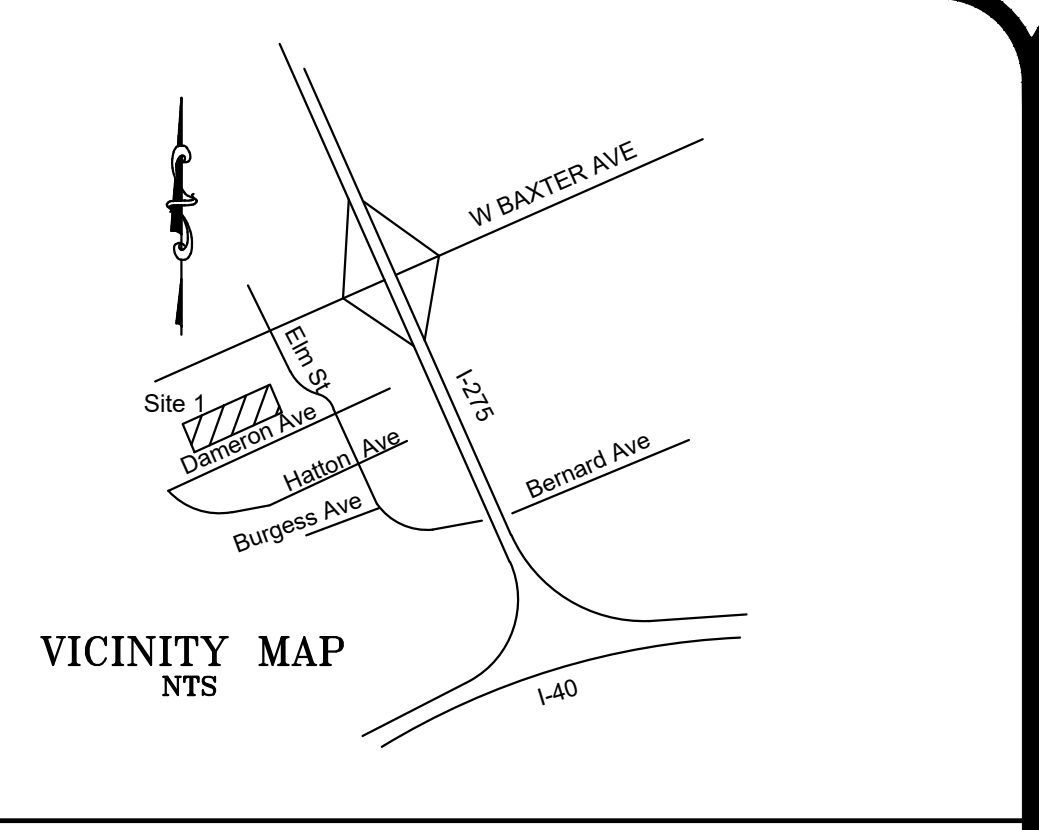 W BAXTER AVE
Elm St
I-275
Site 1
Dameron Ave
Hatton Ave
Bernard Ave
Burgess Ave
VICINITY MAP
NTS
I-40